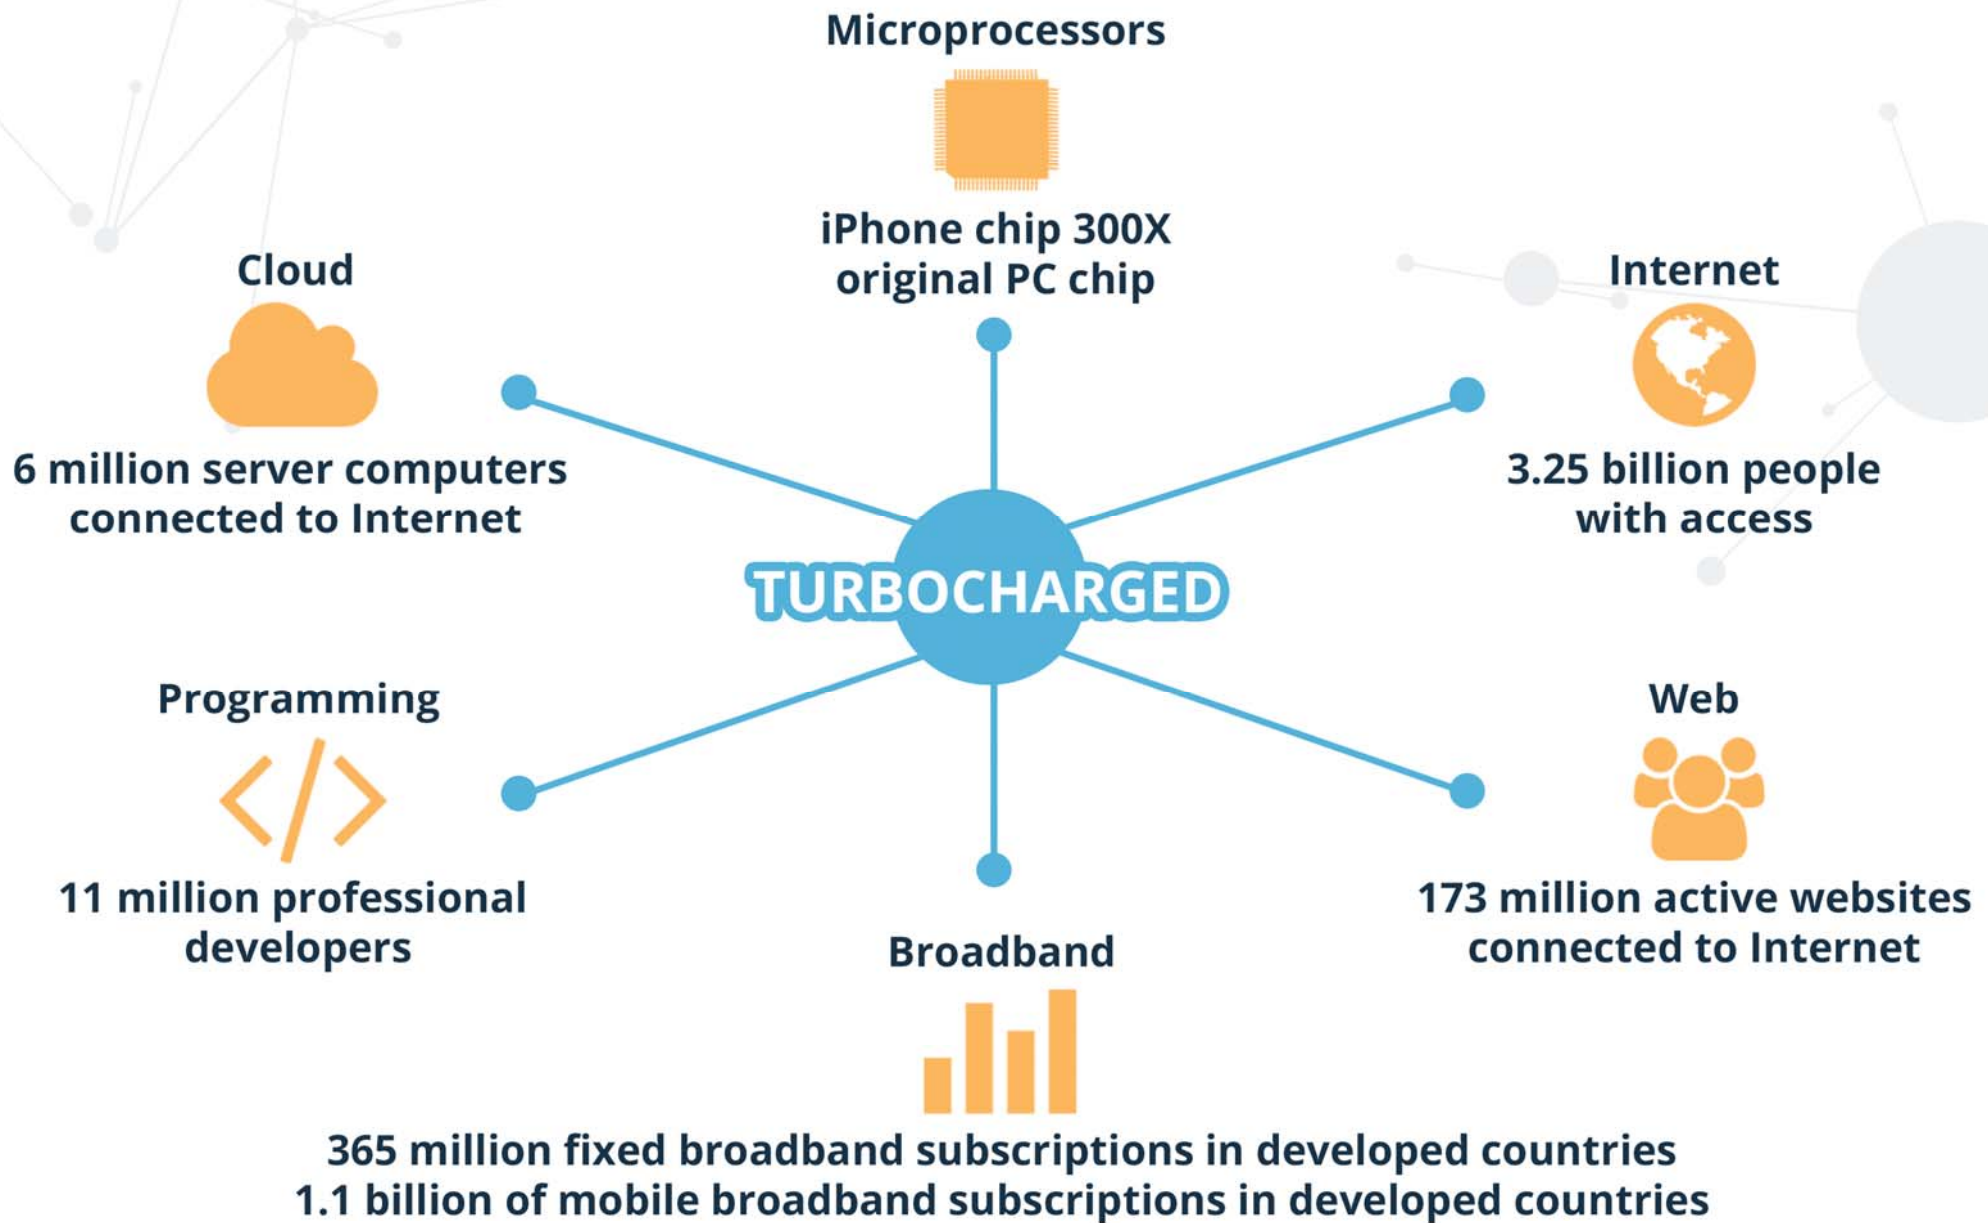 Microprocessors
iPhone chip 300X
original PC chip
Cloud
6 million server computers
connected to Internet
Internet
3.25 billion people
with access
TURBOCHARGED
Programming
11 million professional
developers
Web
173 million active websites
connected to Internet
Broadband
365 million fixed broadband subscriptions in developed countries
1.1 billion of mobile broadband subscriptions in developed countries